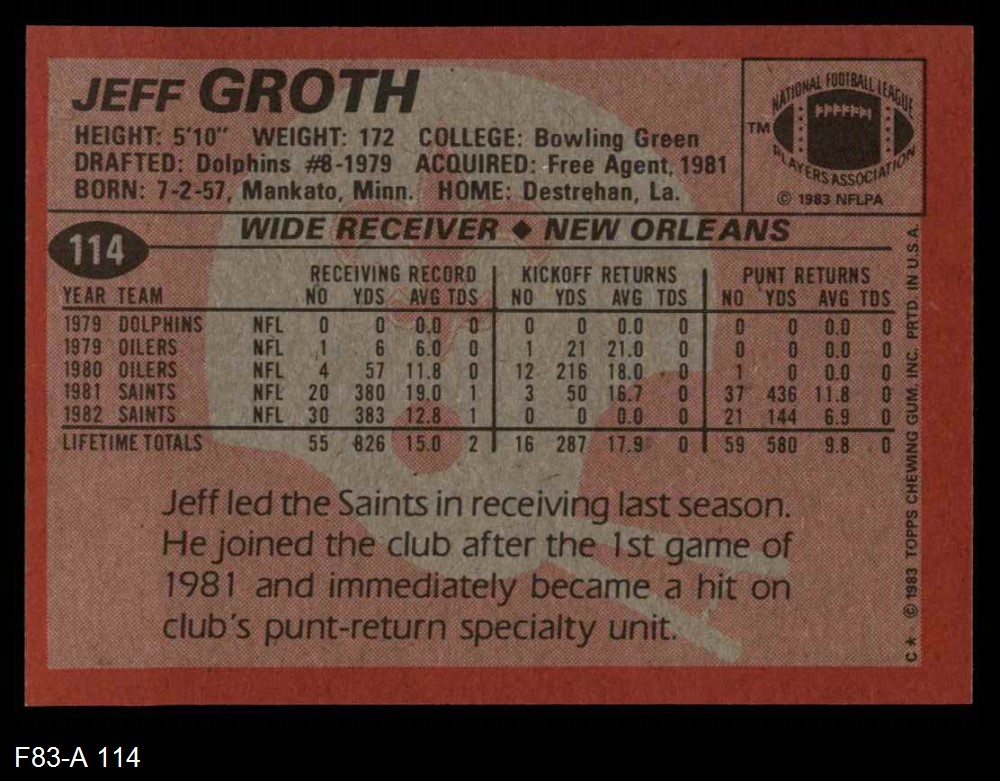 JEFF GROTH
HEIGHT: 5'10" WEIGHT: 172 COLLEGE: Bowling Green
DRAFTED: Dolphins #8-1979 ACQUIRED: Free Agent, 1981
BORN: 7-2-57, Mankato, Minn. HOME: Destrehan, La.
NATIONAL FOOTBALL LEAGUE
TM
PLAYERS ASSOCIATION
© 1983 NFLPA
114
WIDE RECEIVER ◆ NEW ORLEANS
RECEIVING RECORD KICKOFF RETURNS PUNT RETURNS
YEAR TEAM NO YDS AVG TDS NO YDS AVG TDS NO YDS AVG TDS
1979 DOLPHINS NFL 0 0 0.0 0 0 0 0.0 0 0 0 0.0 0
1979 OILERS NFL 1 6 6.0 0 1 21 21.0 0 0 0 0.0 0
1980 OILERS NFL 4 57 11.8 0 12 216 18.0 0 1 0 0.0 0
1981 SAINTS NFL 20 380 19.0 1 3 50 16.7 0 37 436 11.8 0
1982 SAINTS NFL 30 383 12.8 1 0 0 0.0 0 21 144 6.9 0
LIFETIME TOTALS 55 826 15.0 2 16 287 17.9 0 59 580 9.8 0
Jeff led the Saints in receiving last season.
He joined the club after the 1st game of
1981 and immediately became a hit on
club's punt-return specialty unit.
C* © 1983 TOPPS CHEWING GUM, INC. PRTD. IN U.S.A.
F83-A 114